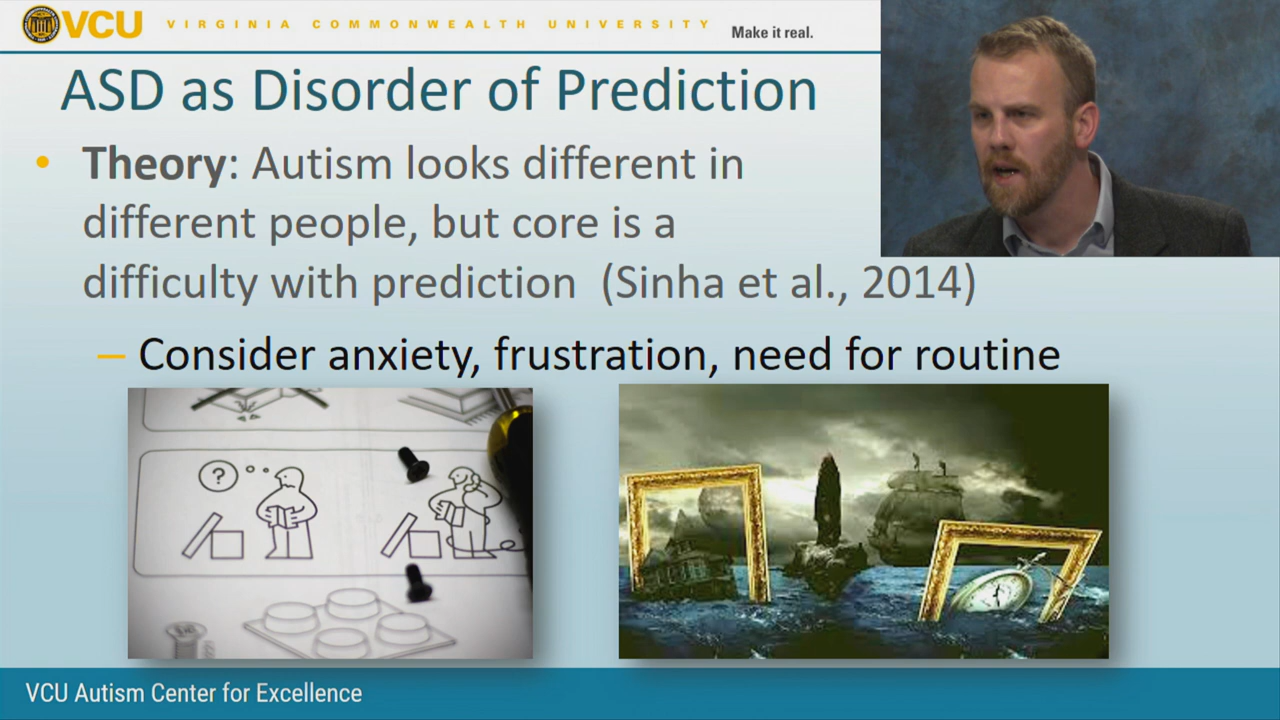 VCU VIRGINIA COMMONWEALTH UNIVERSITY Make it real.
ASD as Disorder of Prediction
• Theory: Autism looks different in
different people, but core is a
difficulty with prediction (Sinha et al., 2014)
– Consider anxiety, frustration, need for routine
?
VCU Autism Center for Excellence